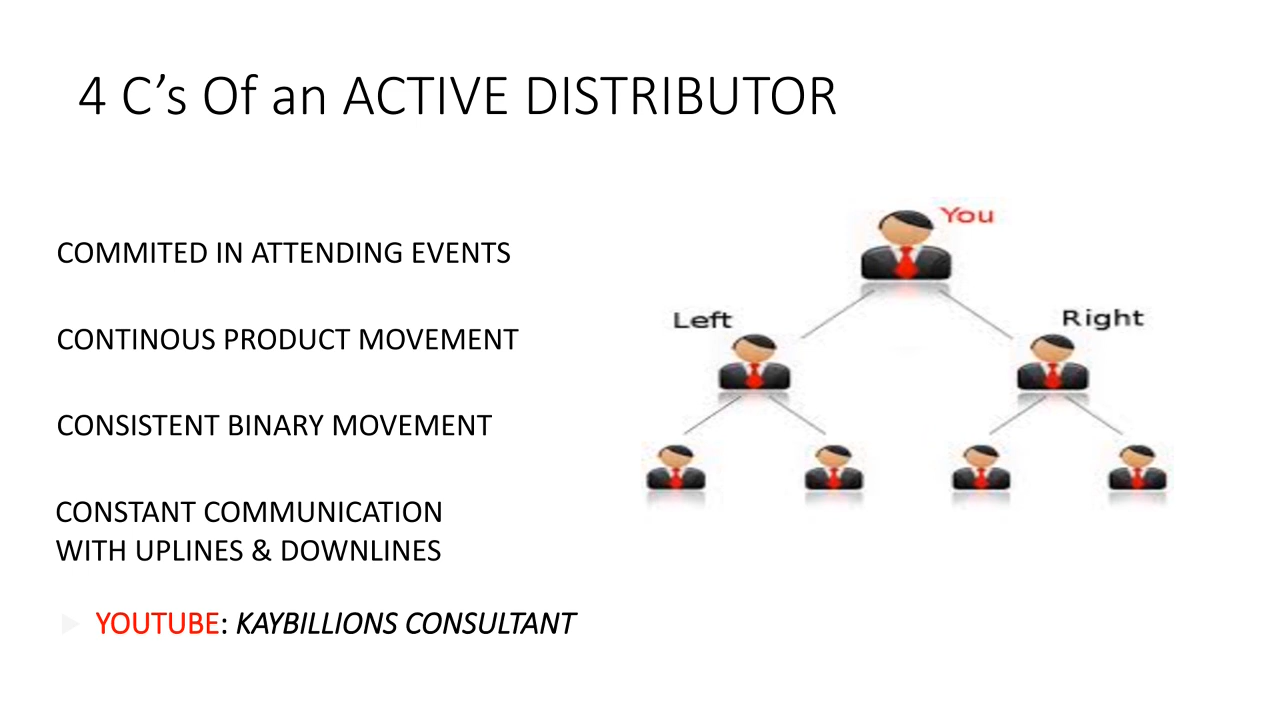 4 C’s Of an ACTIVE DISTRIBUTOR
COMMITED IN ATTENDING EVENTS
CONTINOUS PRODUCT MOVEMENT
CONSISTENT BINARY MOVEMENT
CONSTANT COMMUNICATION
WITH UPLINES & DOWNLINES
YOUTUBE: KAYBILLIONS CONSULTANT
You
Left
Right